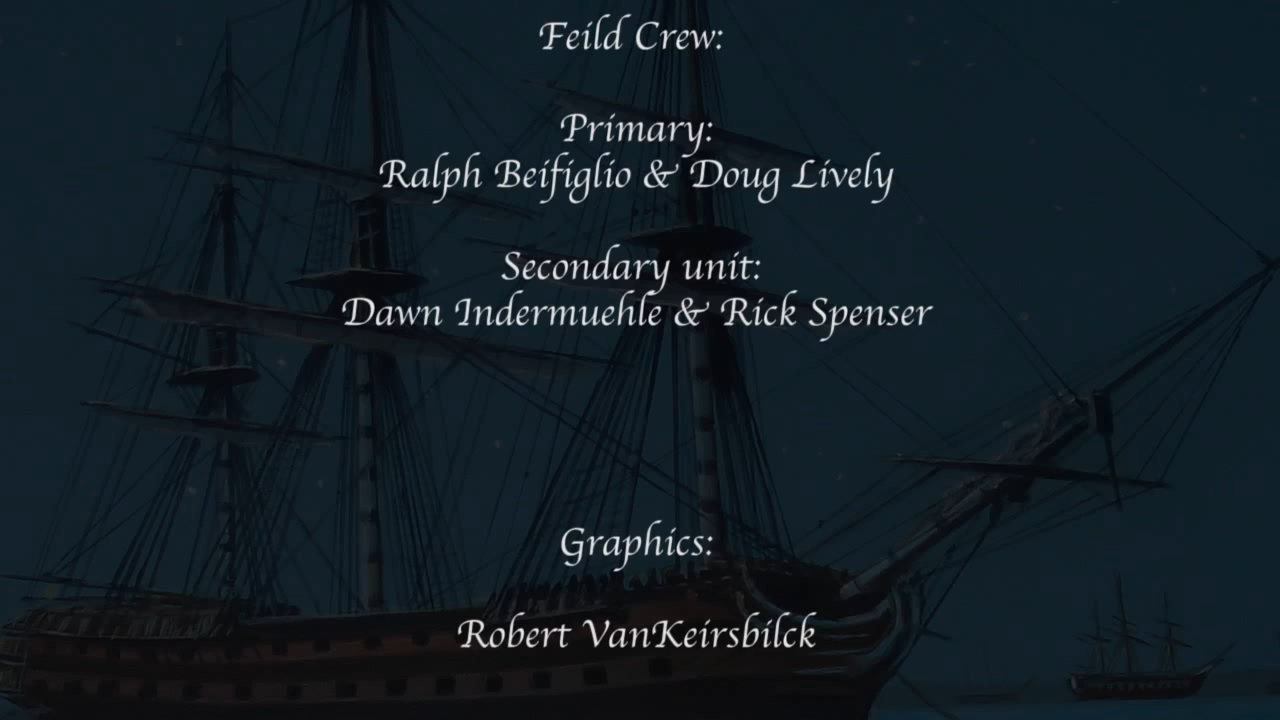 Feild Crew:
Primary:
Ralph Beifiglio & Doug Lively
Secondary unit:
Dawn Indermuehle & Rick Spenser
Graphics:
Robert VanKeirsbilck